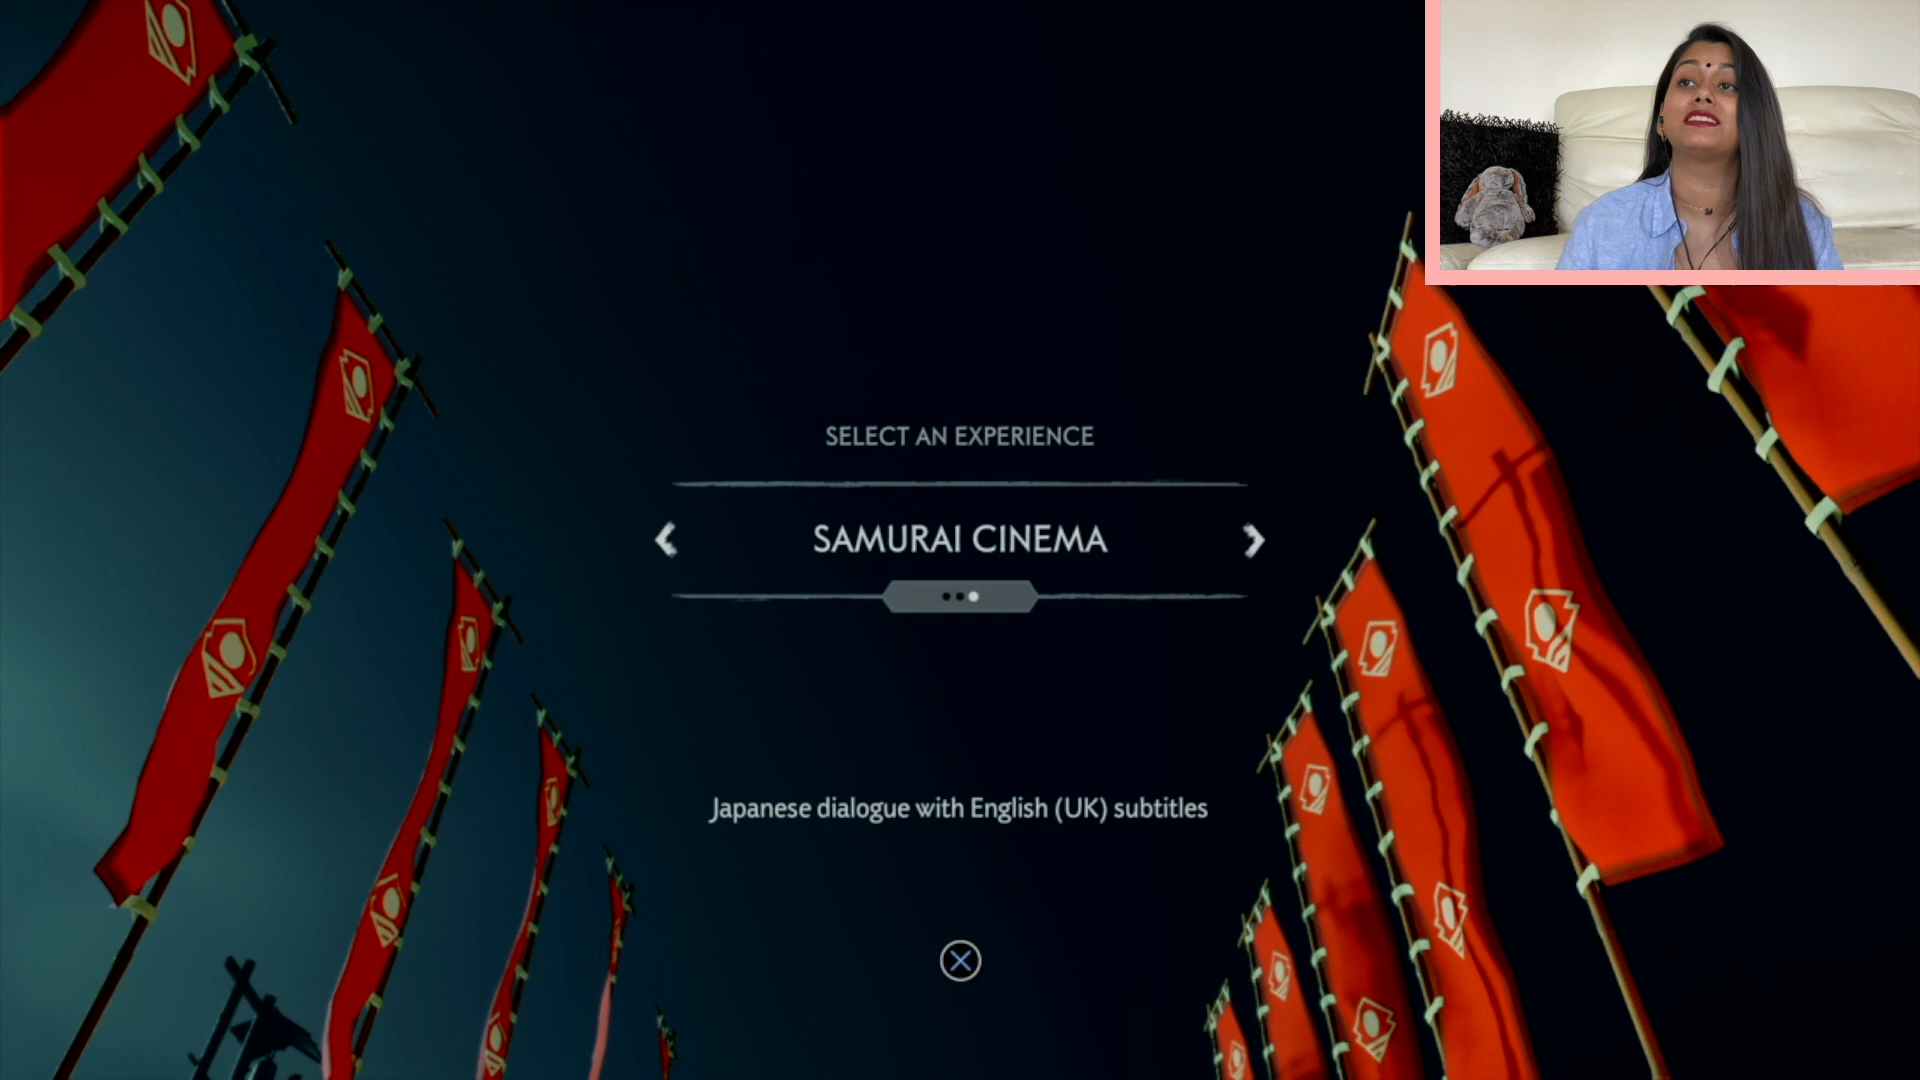 SELECT AN EXPERIENCE
SAMURAI CINEMA
Japanese dialogue with English (UK) subtitles